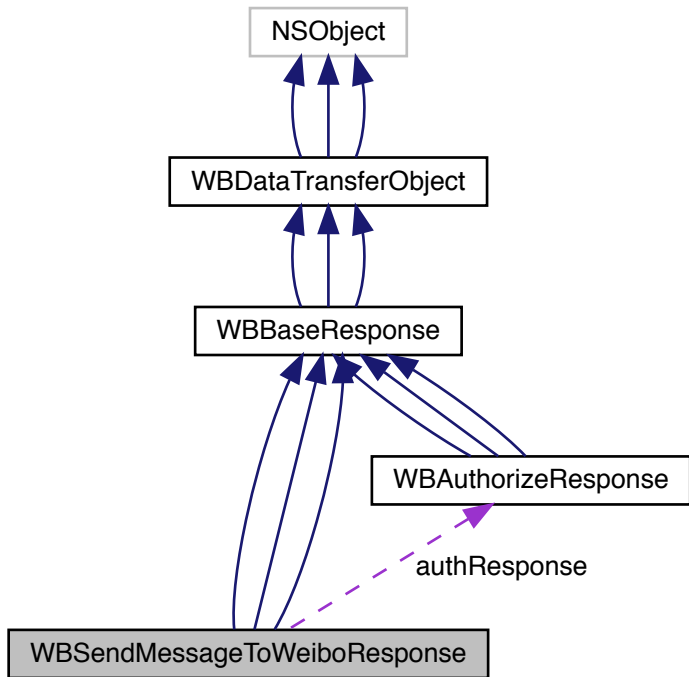 NSObject
WBDataTransferObject
WBBaseResponse
WBAuthorizeResponse
authResponse
WBSendMessageToWeiboResponse